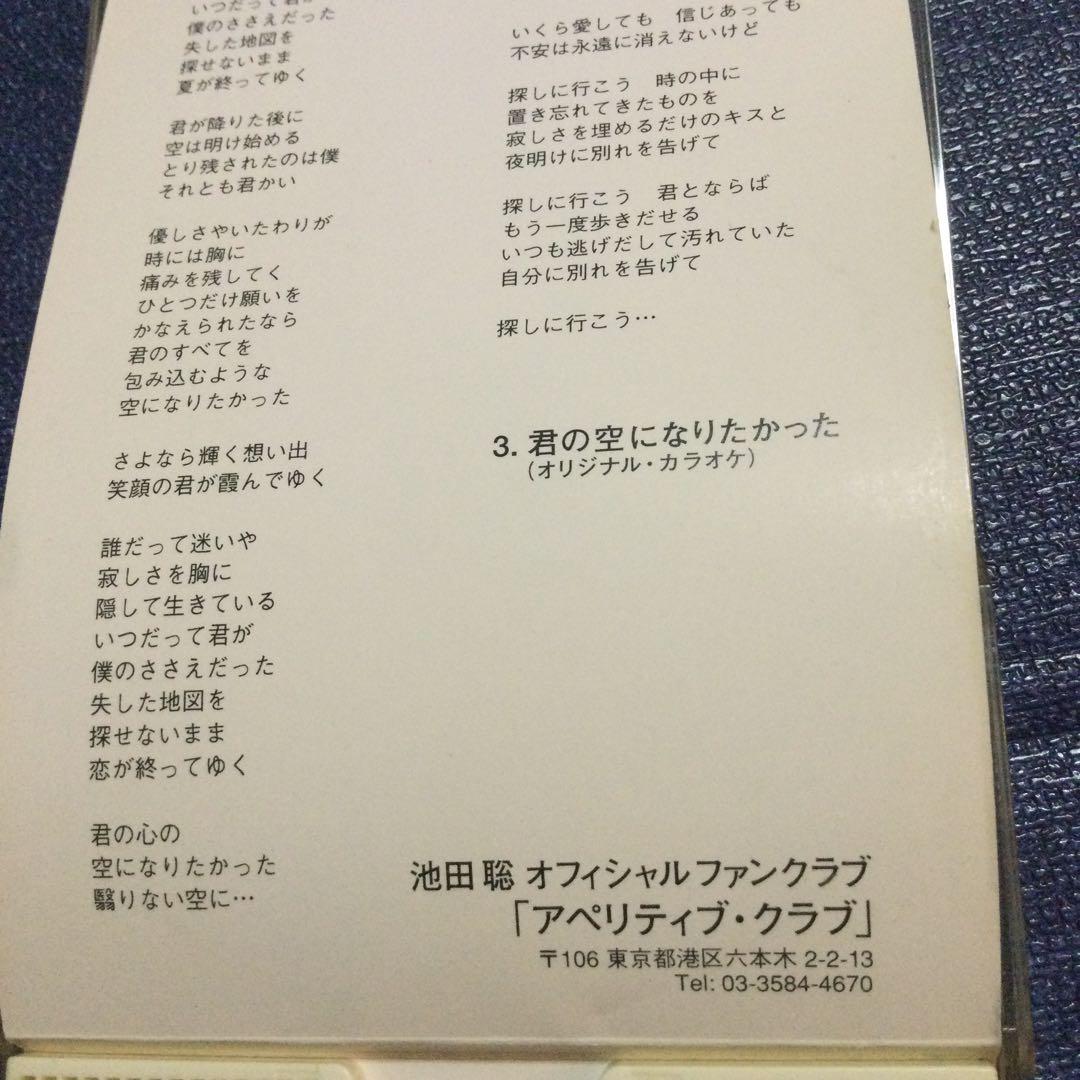 いつだって君が
僕のささえだった
失した地図を
探せないまま
夏が終ってゆく
君が降りた後に
空は明け始める
とり残されたのは僕
それとも君かい
優しさやいたわりが
時には胸に
痛みを残してく
ひとつだけ願いを
かなえられたなら
君のすべてを
包み込むような
空になりたかった
さよなら輝く想い出
笑顔の君が霞んでゆく
誰だって迷いや
寂しさを胸に
隠して生きている
いつだって君が
僕のささえだった
失した地図を
探せないまま
恋が終ってゆく
君の心の
空になりたかった
翳りない空に…
いくら愛しても　信じあっても
不安は永遠に消えないけど
探しに行こう　時の中に
置き忘れてきたものを
寂しさを埋めるだけのキスと
夜明けに別れを告げて
探しに行こう　君とならば
もう一度歩きだせる
いつも逃げだして汚れていた
自分に別れを告げて
探しに行こう…
3. 君の空になりたかった
(オリジナル・カラオケ)
池田 聡 オフィシャルファンクラブ
「アペリティブ・クラブ」
〒106 東京都港区六本木 2-2-13
Tel: 03-3584-4670